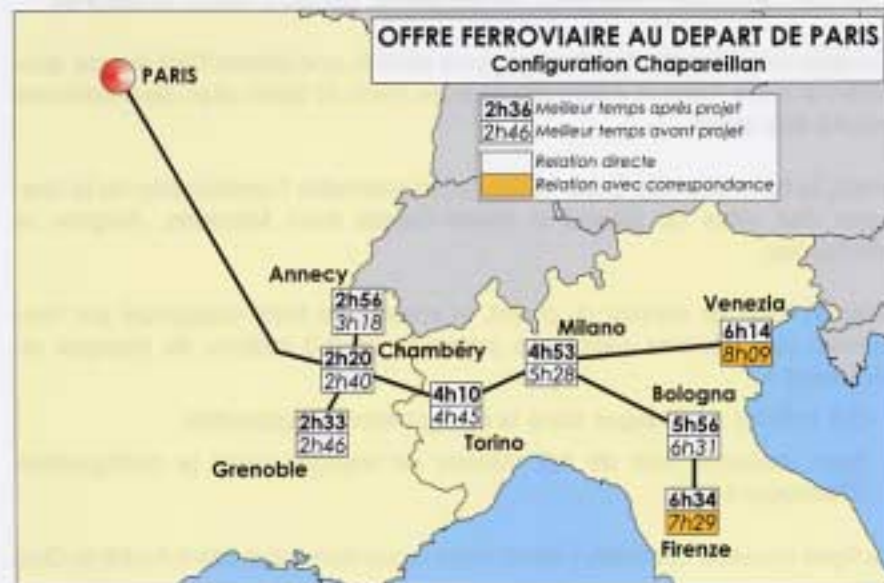 OFFRE FERROVIAIRE AU DEPART DE PARIS
Configuration Chapareillan
2h36 Meilleur temps après projet
2h46 Meilleur temps avant projet
Relation directe
Relation avec correspondance
PARIS
Annecy
2h56
3h18
Chambéry
2h20
2h40
2h33
2h46
Grenoble
4h10
4h45
Torino
Milano
4h53
5h28
Venezia
6h14
8h09
Bologna
5h56
6h31
6h34
7h29
Firenze